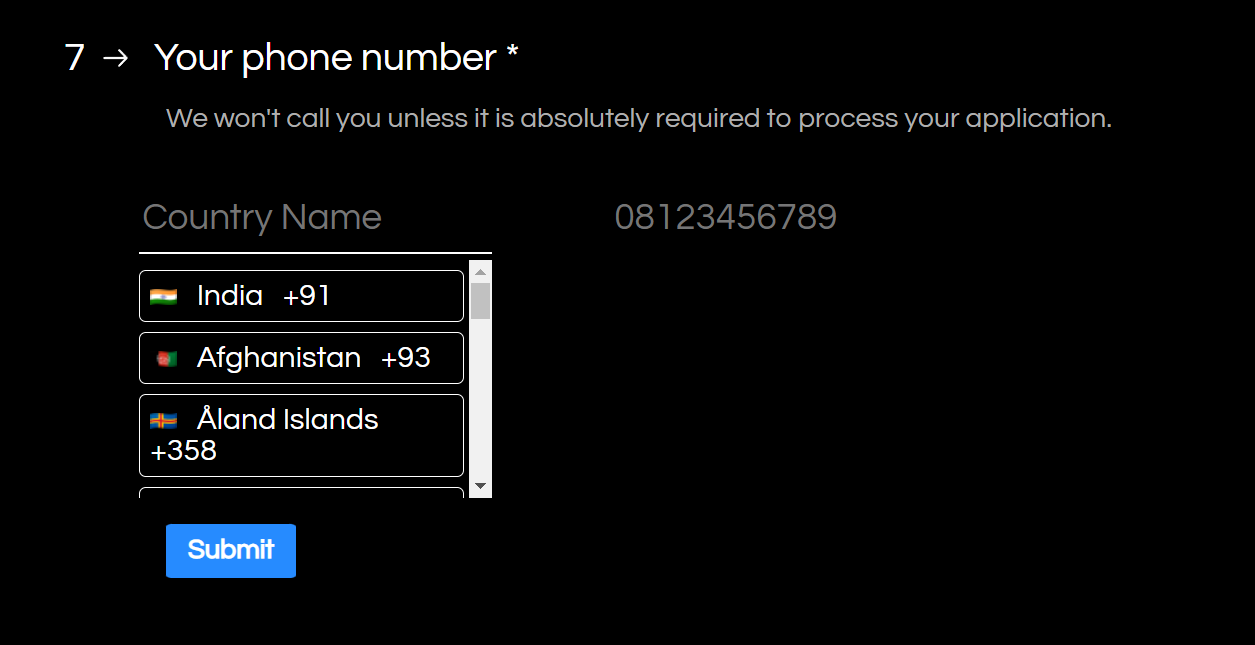 7 → Your phone number *
We won't call you unless it is absolutely required to process your application.
Country Name
08123456789
India +91
Afghanistan +93
Åland Islands
+358
Submit